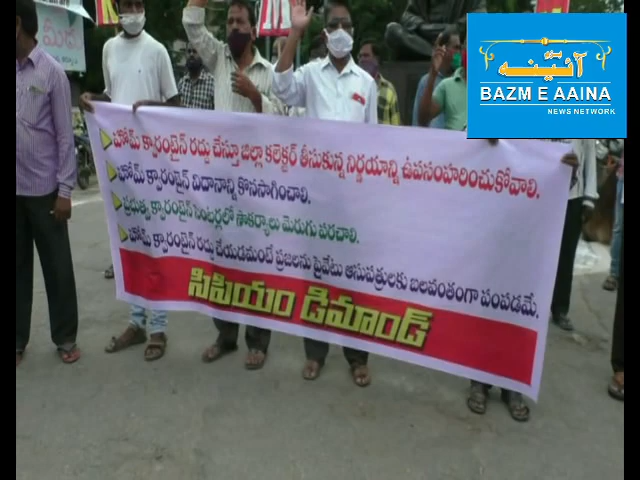 మీద
آئینہ
BAZM E AAINA
NEWS NETWORK
హోమ్ క్వారంటైన్ రద్దు చేస్తూ జిల్లా కలెక్టర్ తీసుకున్న నిర్ణయాన్ని ఉపసంహరించుకోవాలి.
హోమ్ క్వారంటైన్ విదానాన్ని కొనసాగించాలి.
ప్రభుత్వ క్వారంటైన్ సెంటర్లలో సౌకర్యాలు మెరుగు పరచాలి.
హోమ్ క్వారంటైన్ రద్దు చేయడమంటే ప్రజలను ప్రైవేటు ఆసుపత్రులకు బలవంతంగా పంపడమే.
సిపియం డిమాండ్